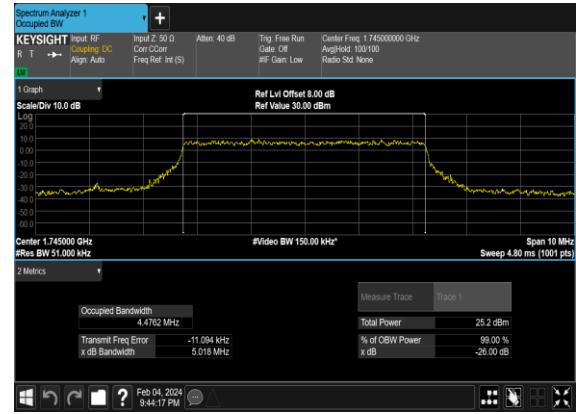 Spectrum Analyzer 1
Occupied BW
KEYSIGHT Input: RF Input Z: 50 Ω Atten: 40 dB Trig: Free Run Center Freq: 1.745000000 GHz
R T Coupling: DC Corr CCorr Gate: Off Avg|Hold: 100/100
Align: Auto Freq Ref: Int (S) #IF Gain: Low Radio Std: None
1 Graph
Ref Lvl Offset 8.00 dB
Scale/Div 10.0 dB Ref Value 30.00 dBm
Log
20.0
10.0
0.00
-10.0
-20.0
-30.0
-40.0
-50.0
-60.0
Center 1.745000 GHz #Video BW 150.00 kHz* Span 10 MHz
#Res BW 51.000 kHz Sweep 4.80 ms (1001 pts)
2 Metrics
Measure Trace Trace 1
Occupied Bandwidth
4.4762 MHz Total Power 25.2 dBm
Transmit Freq Error -11.094 kHz % of OBW Power 99.00 %
x dB Bandwidth 5.018 MHz x dB -26.00 dB
?
Feb 04, 2024
9:44:17 PM